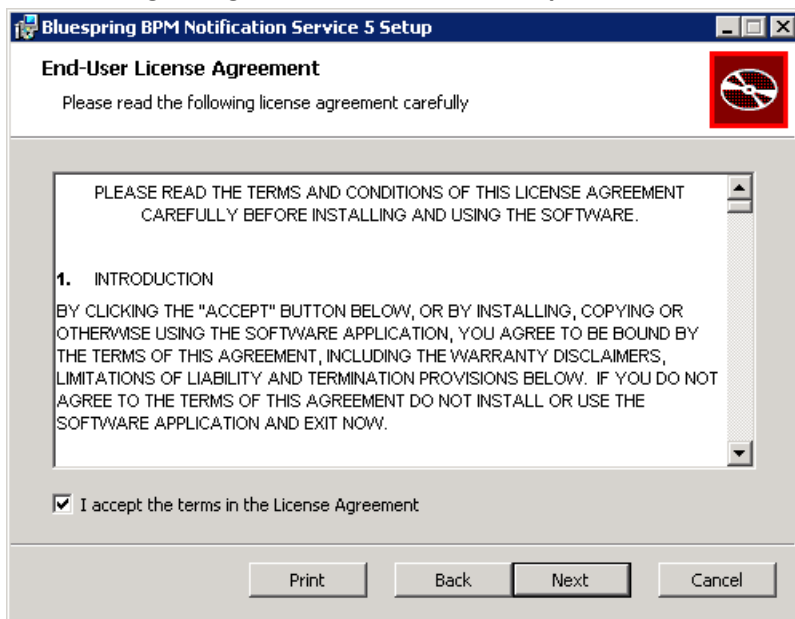 Bluespring BPM Notification Service 5 Setup
End-User License Agreement
Please read the following license agreement carefully
PLEASE READ THE TERMS AND CONDITIONS OF THIS LICENSE AGREEMENT
CAREFULLY BEFORE INSTALLING AND USING THE SOFTWARE.
1. INTRODUCTION
BY CLICKING THE "ACCEPT" BUTTON BELOW, OR BY INSTALLING, COPYING OR
OTHERWISE USING THE SOFTWARE APPLICATION, YOU AGREE TO BE BOUND BY
THE TERMS OF THIS AGREEMENT, INCLUDING THE WARRANTY DISCLAIMERS,
LIMITATIONS OF LIABILITY AND TERMINATION PROVISIONS BELOW. IF YOU DO NOT
AGREE TO THE TERMS OF THIS AGREEMENT DO NOT INSTALL OR USE THE
SOFTWARE APPLICATION AND EXIT NOW.
I accept the terms in the License Agreement
Print Back Next Cancel